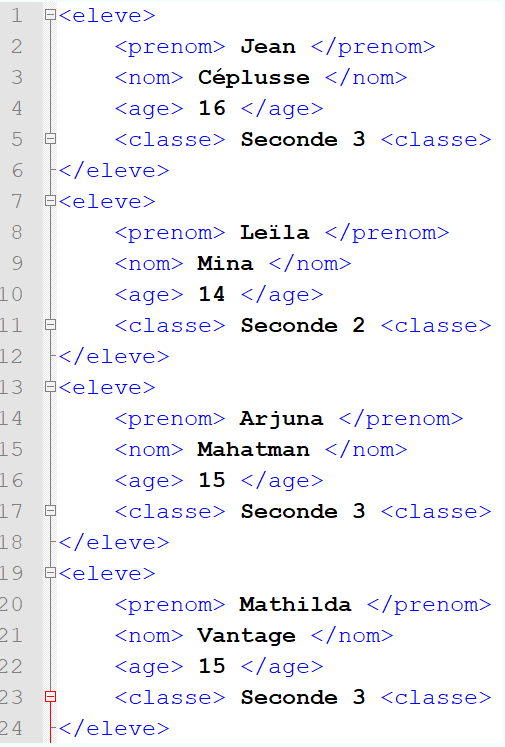 1 <eleve>
2 <prenom> Jean </prenom>
3 <nom> Céplusse </nom>
4 <age> 16 </age>
5 <classe> Seconde 3 <classe>
6 </eleve>
7 <eleve>
8 <prenom> Leïla </prenom>
9 <nom> Mina </nom>
10 <age> 14 </age>
11 <classe> Seconde 2 <classe>
12 </eleve>
13 <eleve>
14 <prenom> Arjuna </prenom>
15 <nom> Mahatman </nom>
16 <age> 15 </age>
17 <classe> Seconde 3 <classe>
18 </eleve>
19 <eleve>
20 <prenom> Mathilda </prenom>
21 <nom> Vantage </nom>
22 <age> 15 </age>
23 <classe> Seconde 3 <classe>
24 </eleve>